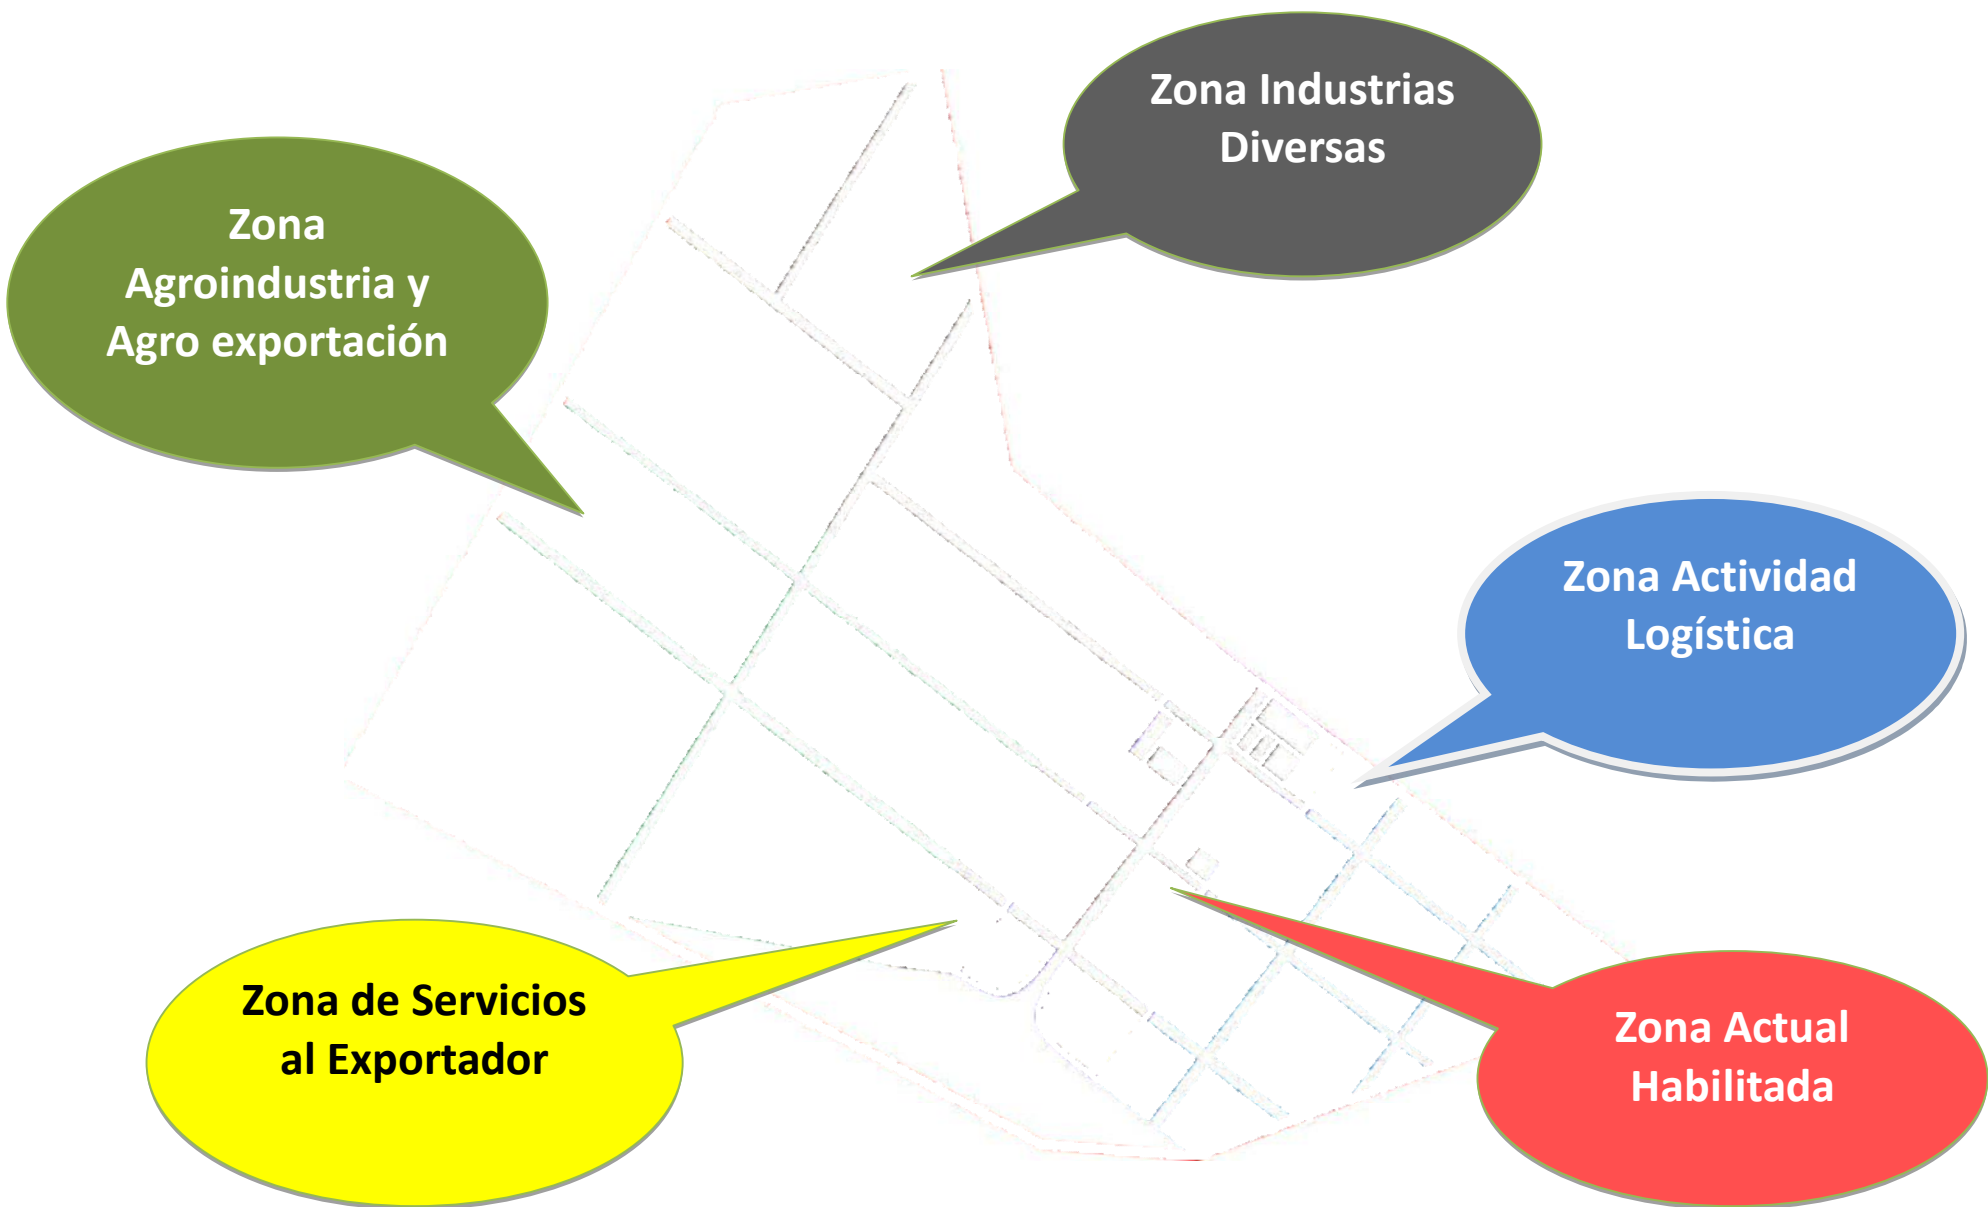 Zona Industrias
Diversas
Zona
Agroindustria y
Agro exportación
Zona Actividad
Logística
Zona de Servicios
al Exportador
Zona Actual
Habilitada